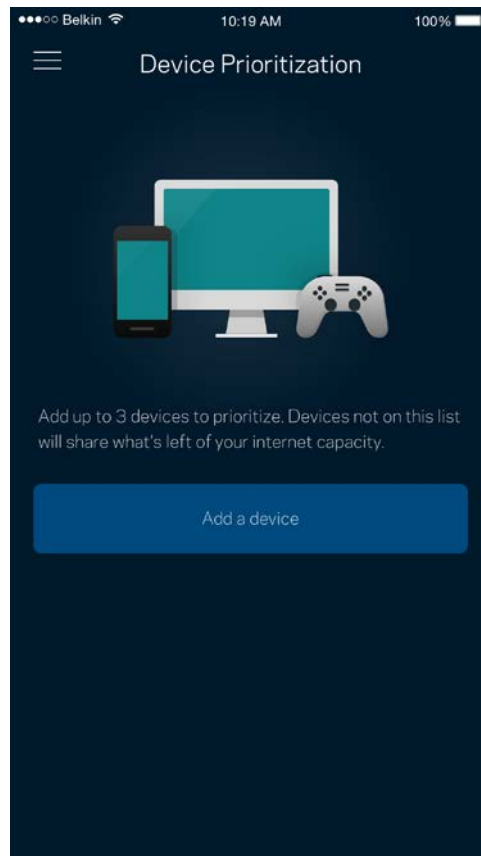 Belkin 10:19 AM 100%
Device Prioritization
Add up to 3 devices to prioritize. Devices not on this list
will share what's left of your internet capacity.
Add a device